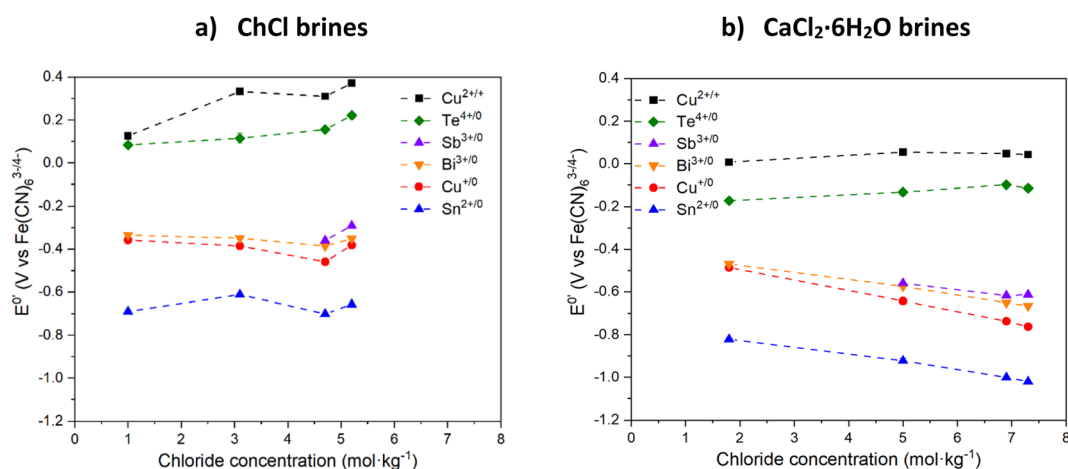 a) ChCl brines
0.4
0.2
0.0
-0.2
-0.4
-0.6
-0.8
-1.0
-1.2
E⁰' (V vs Fe(CN)₆³⁻/⁴⁻)
Cu²⁺/⁺
Te⁴⁺/⁰
Sb³⁺/⁰
Bi³⁺/⁰
Cu⁺/⁰
Sn²⁺/⁰
0 1 2 3 4 5 6 7 8
Chloride concentration (mol·kg⁻¹)
b) CaCl₂·6H₂O brines
0.4
0.2
0.0
-0.2
-0.4
-0.6
-0.8
-1.0
-1.2
E⁰' (V vs Fe(CN)₆³⁻/⁴⁻)
Cu²⁺/⁺
Te⁴⁺/⁰
Sb³⁺/⁰
Bi³⁺/⁰
Cu⁺/⁰
Sn²⁺/⁰
0 1 2 3 4 5 6 7 8
Chloride concentration (mol·kg⁻¹)